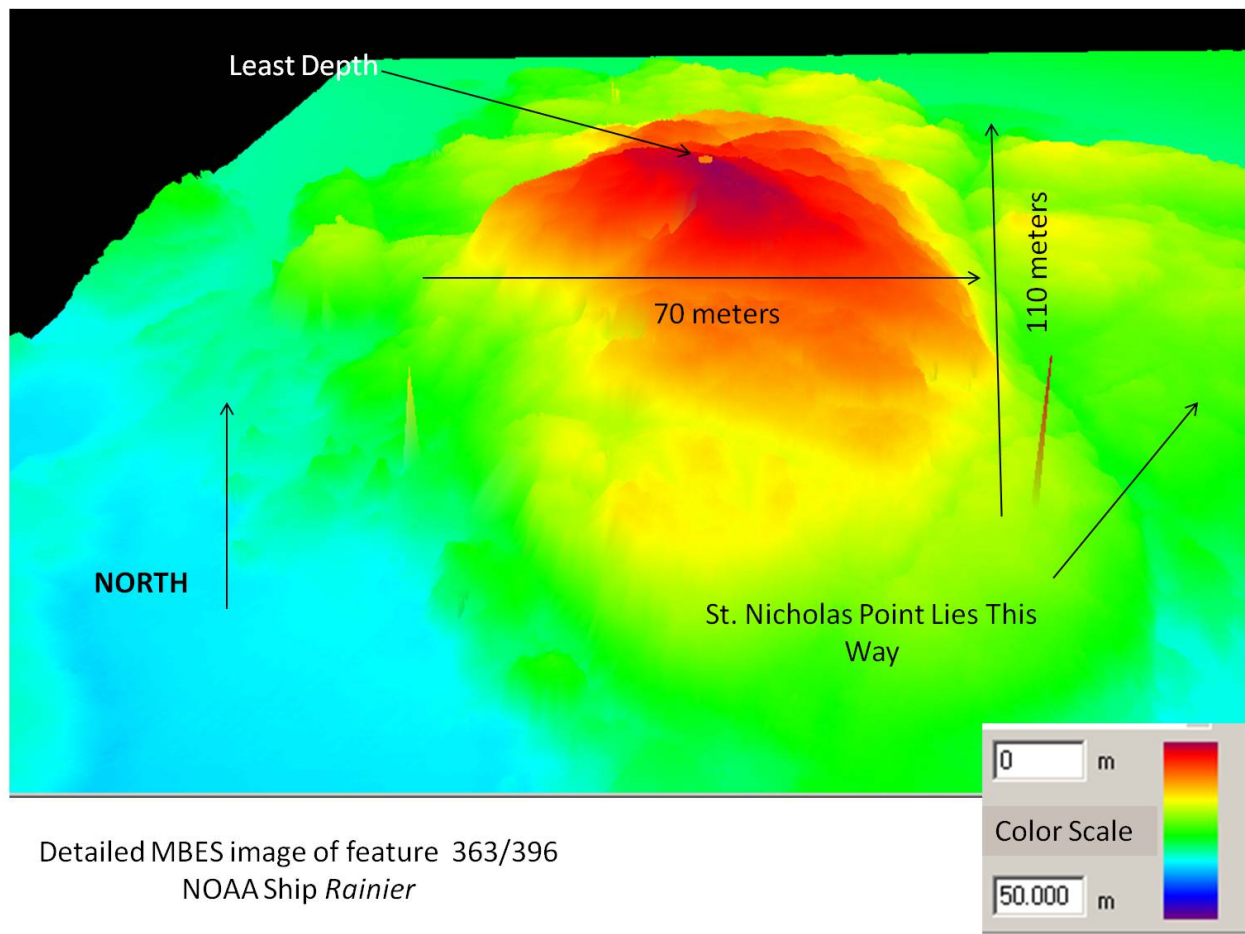 Least Depth
70 meters
110 meters
NORTH
St. Nicholas Point Lies This
Way
0 m
Color Scale
50.000 m
Detailed MBES image of feature 363/396
NOAA Ship Rainier